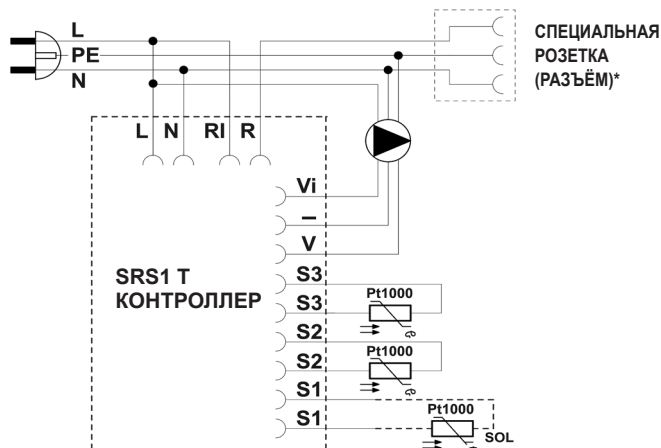 L
PE
N
СПЕЦИАЛЬНАЯ
РОЗЕТКА
(РАЗЪЁМ)*
L N RI R
Vi
–
V
SRS1 T
КОНТРОЛЛЕР
S3
S3
Pt1000
S2
S2
Pt1000
S1
S1
Pt1000
SOL